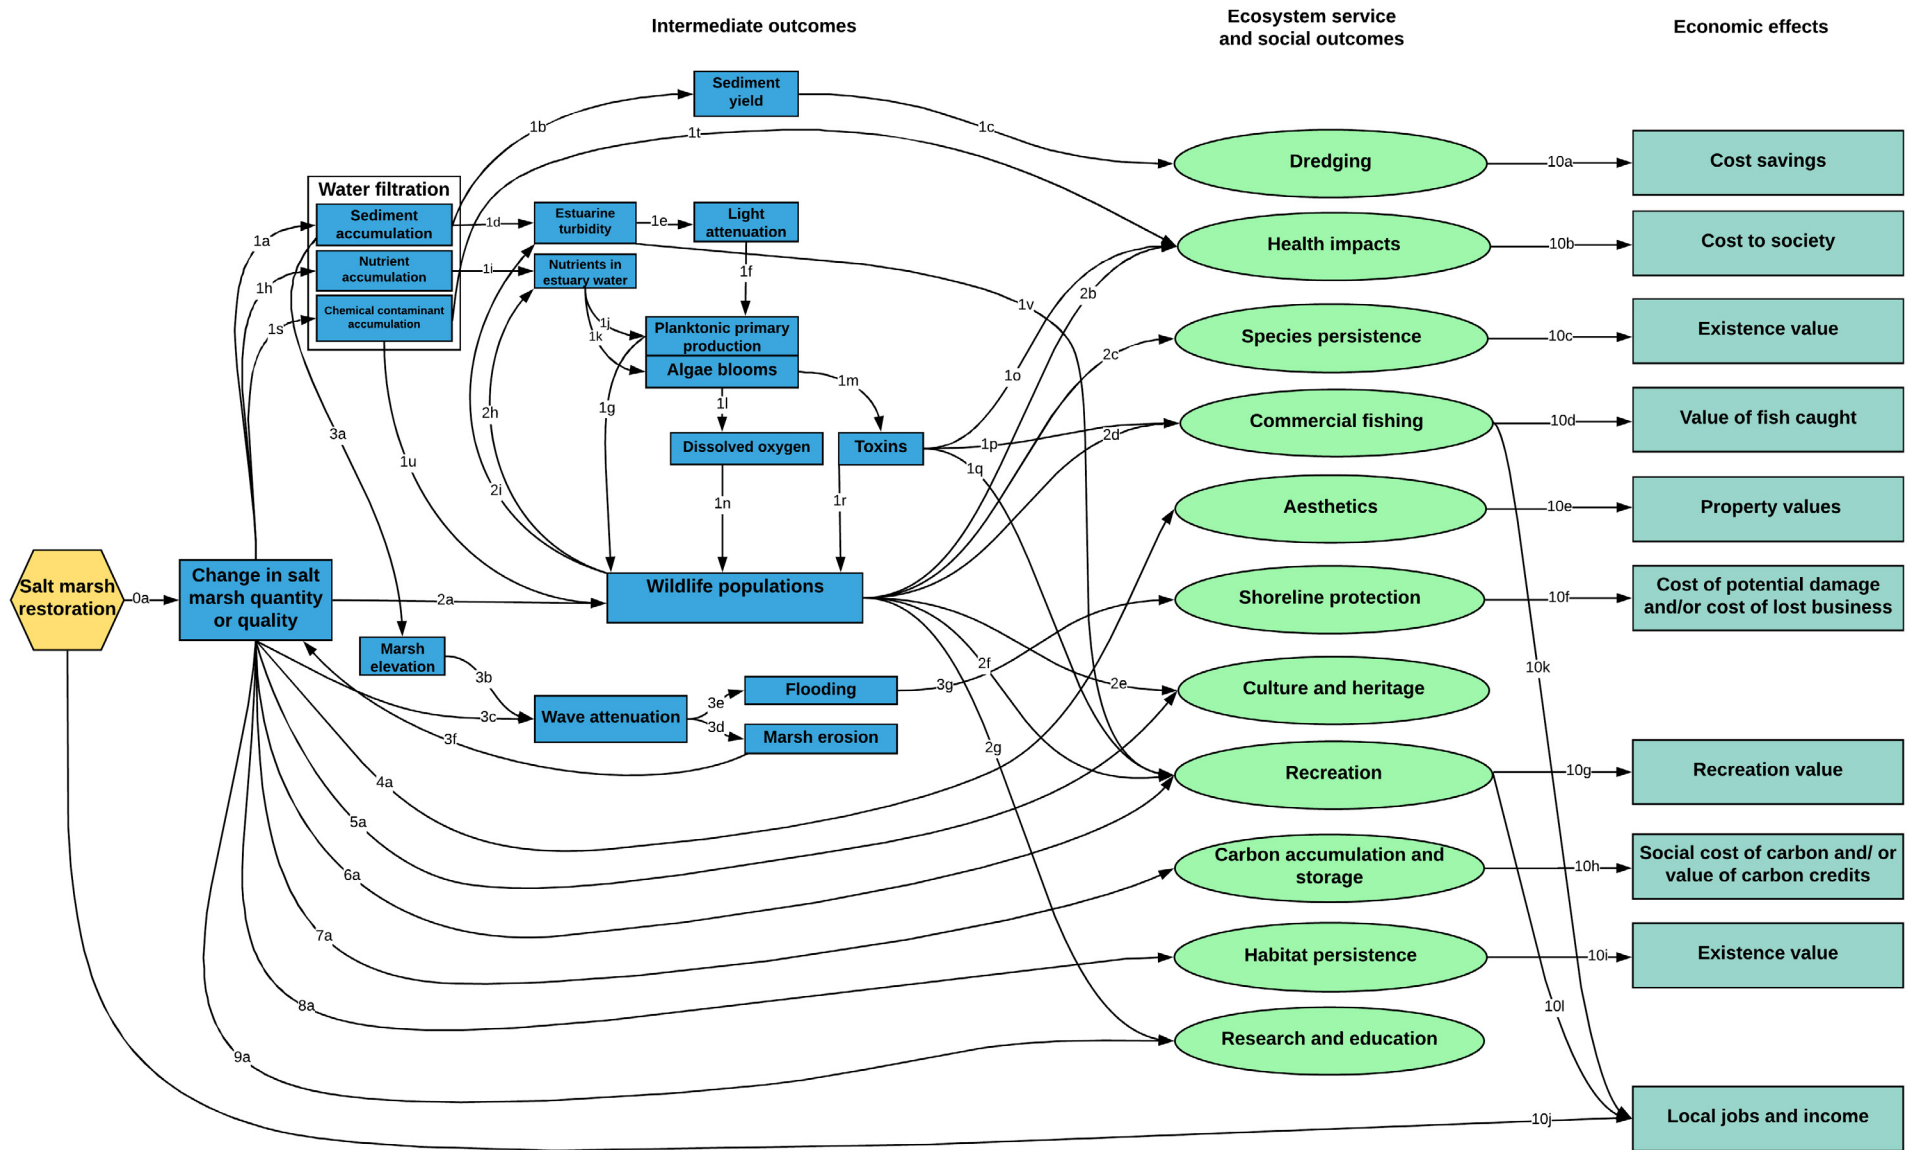 Intermediate outcomes
Ecosystem service
and social outcomes
Economic effects
Sediment
yield
1b
1t
1c
Dredging
10a
Cost savings
Water filtration
Sediment
accumulation
1a
1d
Estuarine
turbidity
1e
Light
attenuation
Health impacts
10b
Cost to society
Nutrient
accumulation
1h
1i
Nutrients in
estuary water
1f
2b
1v
Chemical contaminant
accumulation
1s
1j
1k
Planktonic primary
production
Algae blooms
1m
1o
2c
Species persistence
10c
Existence value
1g
1l
2h
3a
1u
2i
Dissolved oxygen
Toxins
1p
2d
1q
Commercial fishing
10d
Value of fish caught
1n
1r
Aesthetics
10e
Property values
Salt marsh
restoration
0a
Change in salt
marsh quantity
or quality
2a
Wildlife populations
Shoreline protection
10f
Cost of potential damage
and/or cost of lost business
Marsh
elevation
3b
2f
10k
3c
Wave attenuation
3e
3d
Flooding
3g
2e
Culture and heritage
3f
Marsh erosion
2g
4a
Recreation
10g
Recreation value
5a
6a
Carbon accumulation and
storage
10h
Social cost of carbon and/ or
value of carbon credits
7a
Habitat persistence
10i
Existence value
8a
10l
9a
Research and education
10j
Local jobs and income